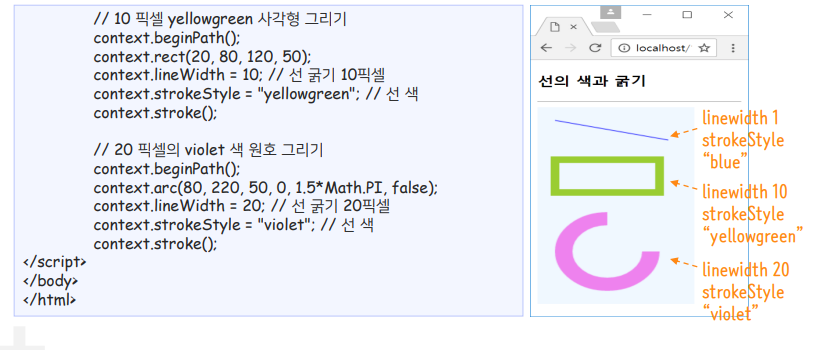 // 10 픽셀 yellowgreen 사각형 그리기
context.beginPath();
context.rect(20, 80, 120, 50);
context.lineWidth = 10; // 선 굵기 10픽셀
context.strokeStyle = "yellowgreen"; // 선 색
context.stroke();
// 20 픽셀의 violet 색 원호 그리기
context.beginPath();
context.arc(80, 220, 50, 0, 1.5*Math.PI, false);
context.lineWidth = 20; // 선 굵기 20픽셀
context.strokeStyle = "violet"; // 선 색
context.stroke();
</script>
</body>
</html>
localhost/
선의 색과 굵기
linewidth 1
strokeStyle
“blue”
linewidth 10
strokeStyle
“yellowgreen”
linewidth 20
strokeStyle
“violet”